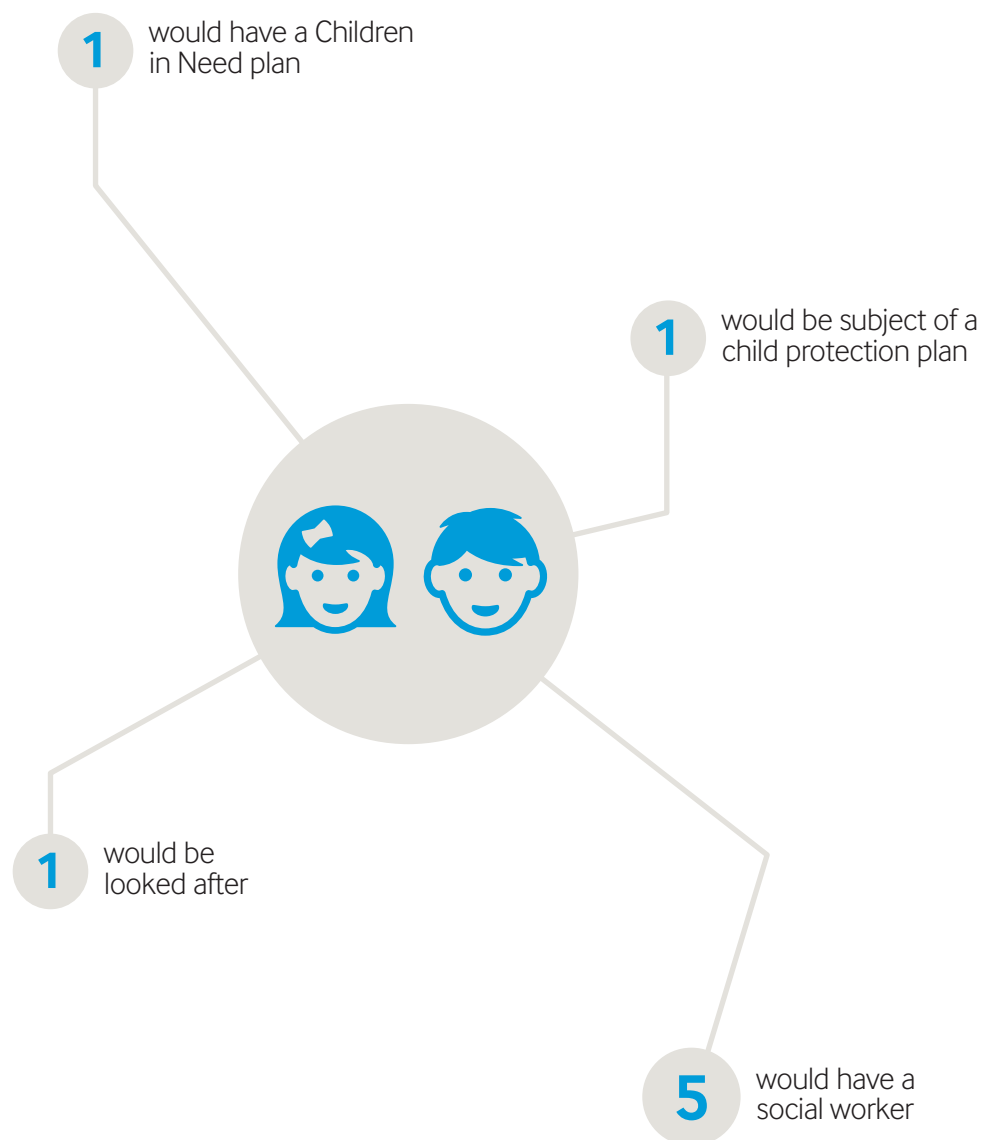 1
would have a Children
in Need plan
1
would be subject of a
child protection plan
1
would be
looked after
5
would have a
social worker